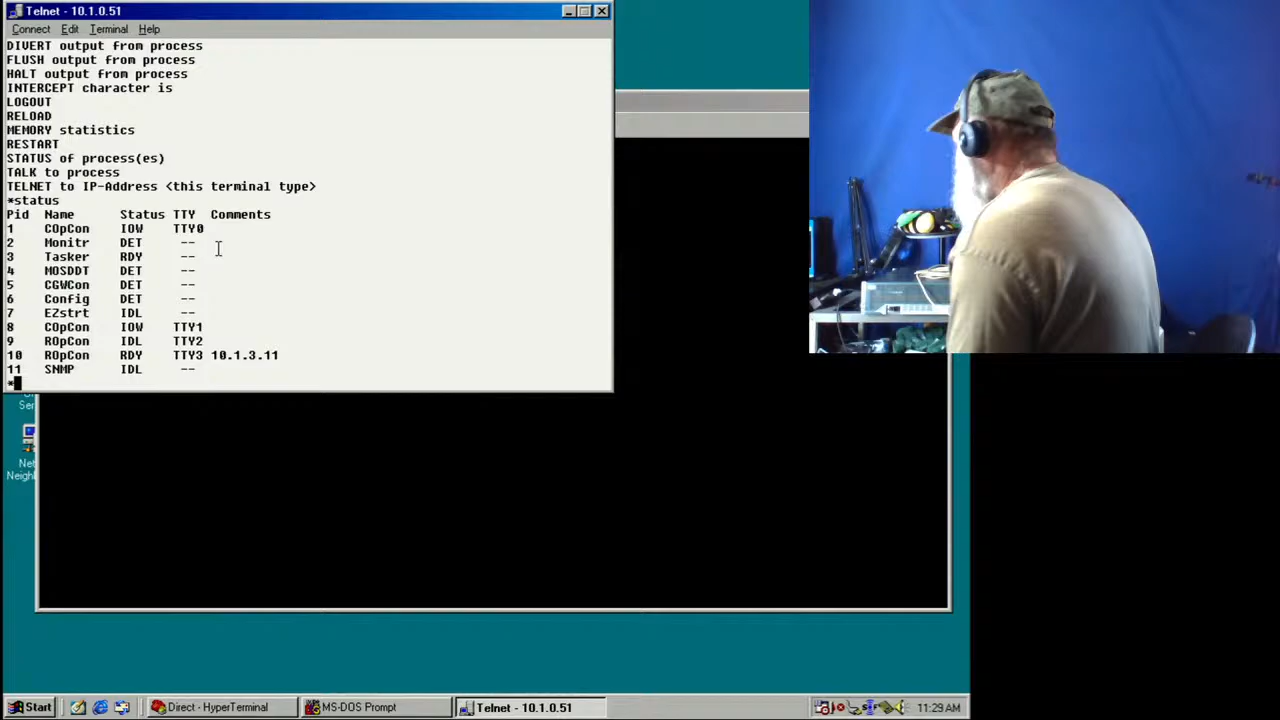 Telnet - 10.1.0.51
Connect Edit Terminal Help
DIVERT output from process
FLUSH output from process
HALT output from process
INTERCEPT character is
LOGOUT
RELOAD
MEMORY statistics
RESTART
STATUS of process(es)
TALK to process
TELNET to IP-Address <this terminal type>
*status
Pid Name Status TTY Comments
1 COpCon IOW TTY0
2 Monitr DET --
3 Tasker RDY --
4 MOSDDT DET --
5 CGWCon DET --
6 Config DET --
7 EZstrt IDL --
8 COpCon IOW TTY1
9 ROpCon IDL TTY2
10 ROpCon RDY TTY3 10.1.3.11
11 SNMP IDL --
*
Ser
Net
Neighl
Start Direct - HyperTerminal MS-DOS Prompt Telnet - 10.1.0.51 11:29 AM